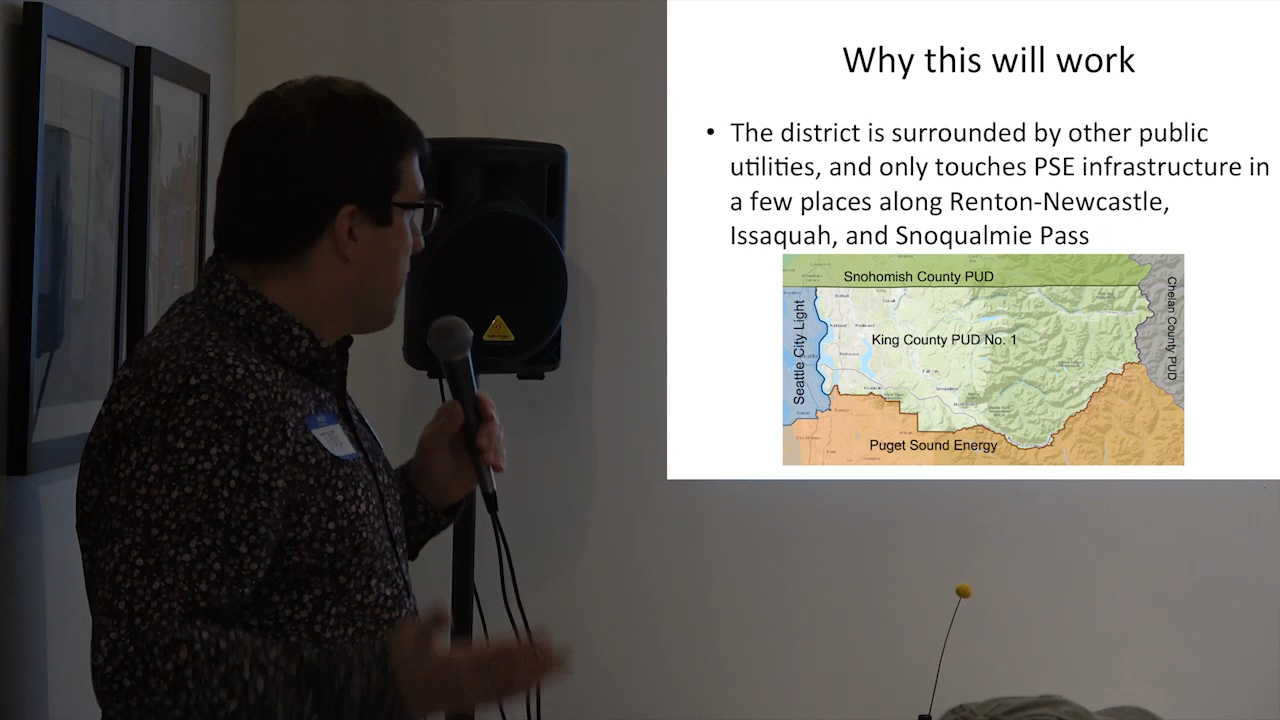 Why this will work
• The district is surrounded by other public
utilities, and only touches PSE infrastructure in
a few places along Renton-Newcastle,
Issaquah, and Snoqualmie Pass
Snohomish County PUD
Seattle City Light
King County PUD No. 1
Chelan County PUD
Puget Sound Energy